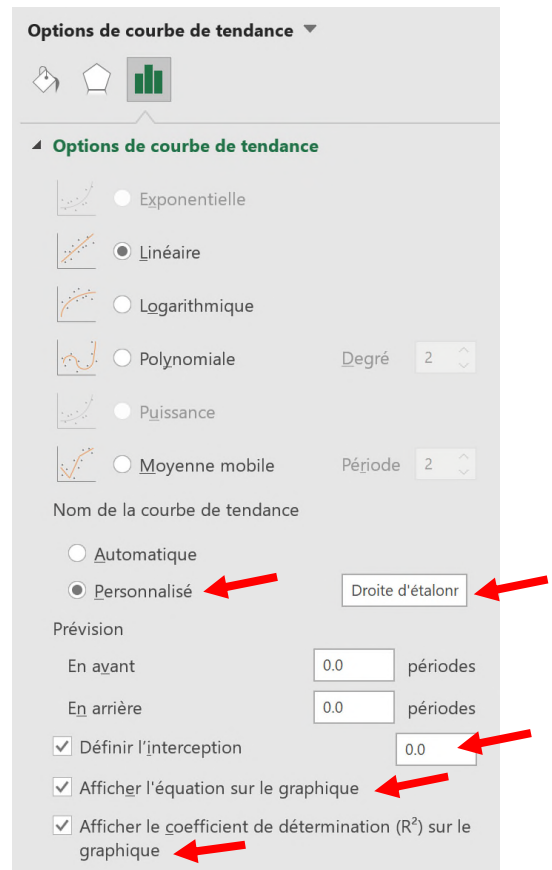 Options de courbe de tendance
Options de courbe de tendance
Exponentielle
Linéaire
Logarithmique
Polynomiale Degré 2
Puissance
Moyenne mobile Période 2
Nom de la courbe de tendance
Automatique
Personnalisé Droite d'étalonr
Prévision
En avant 0.0 périodes
En arrière 0.0 périodes
Définir l'interception 0.0
Afficher l'équation sur le graphique
Afficher le coefficient de détermination (R²) sur le
graphique